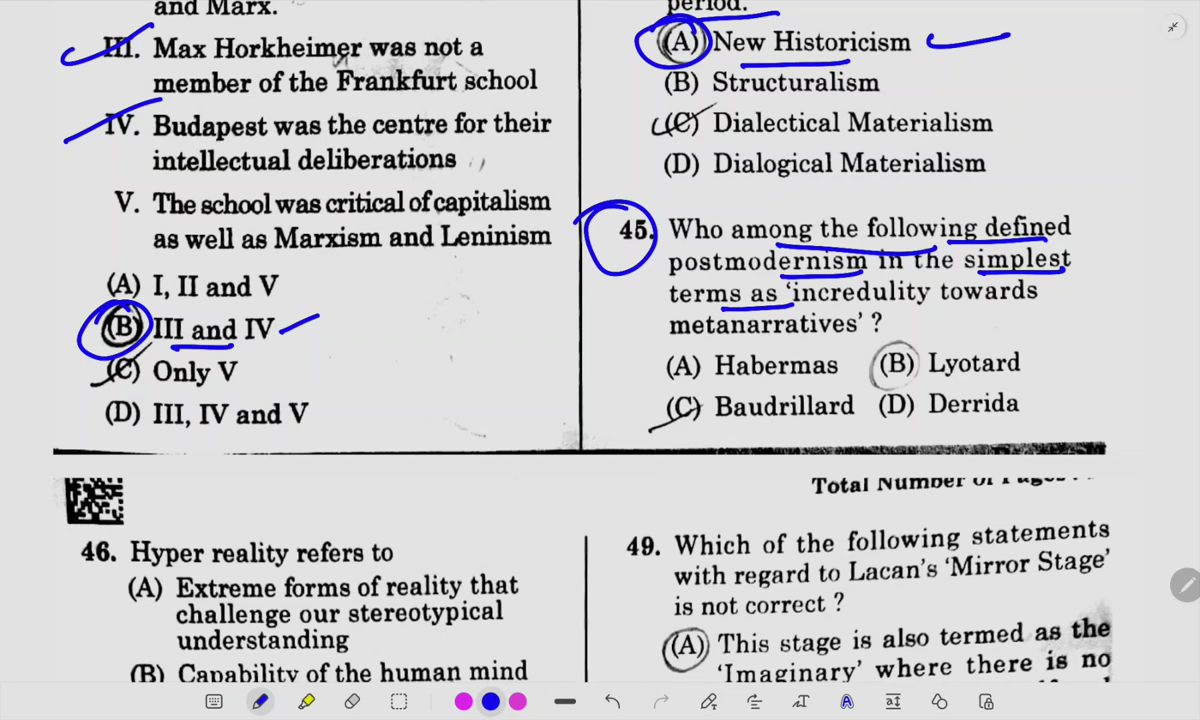 and Marx.
III. Max Horkheimer was not a
member of the Frankfurt school
IV. Budapest was the centre for their
intellectual deliberations
V. The school was critical of capitalism
as well as Marxism and Leninism
(A) I, II and V
(B) III and IV
(C) Only V
(D) III, IV and V
period.
(A) New Historicism
(B) Structuralism
(C) Dialectical Materialism
(D) Dialogical Materialism
45. Who among the following defined
postmodernism in the simplest
terms as 'incredulity towards
metanarratives' ?
(A) Habermas (B) Lyotard
(C) Baudrillard (D) Derrida
Total Number of Pages
46. Hyper reality refers to
(A) Extreme forms of reality that
challenge our stereotypical
understanding
(B) Capability of the human mind
49. Which of the following statements
with regard to Lacan's 'Mirror Stage'
is not correct ?
(A) This stage is also termed as the
'Imaginary' where there is no